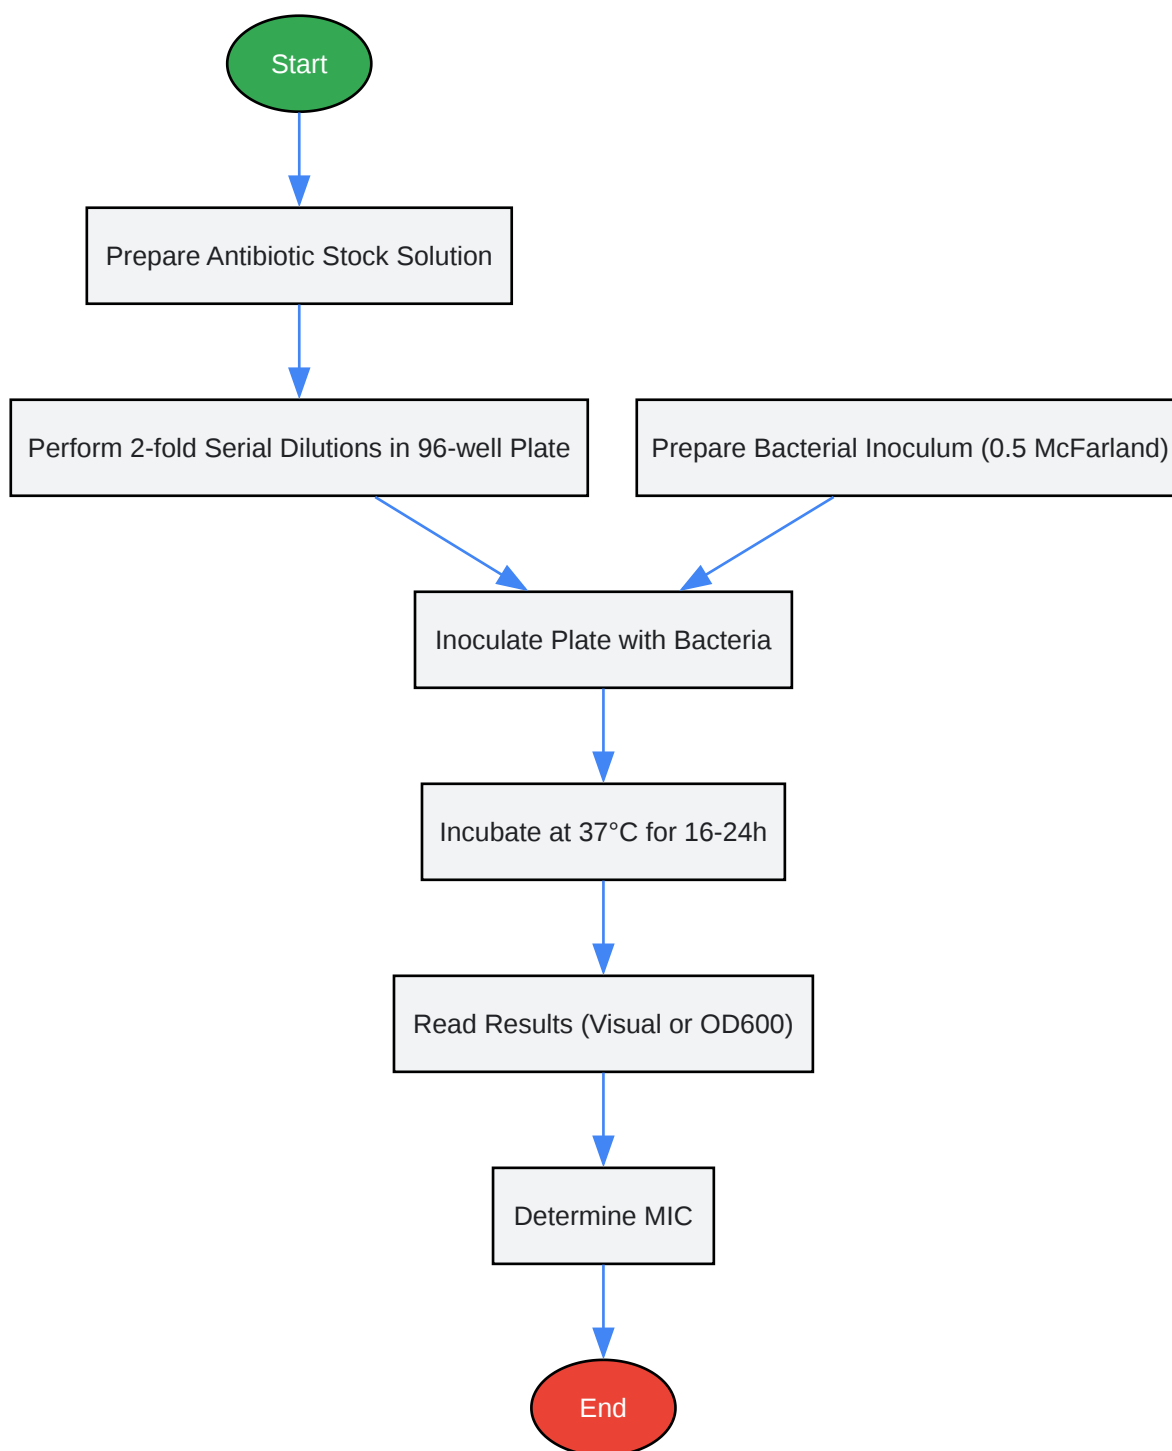 Start
Prepare Antibiotic Stock Solution
Perform 2-fold Serial Dilutions in 96-well Plate
Prepare Bacterial Inoculum (0.5 McFarland)
Inoculate Plate with Bacteria
Incubate at 37°C for 16-24h
Read Results (Visual or OD600)
Determine MIC
End